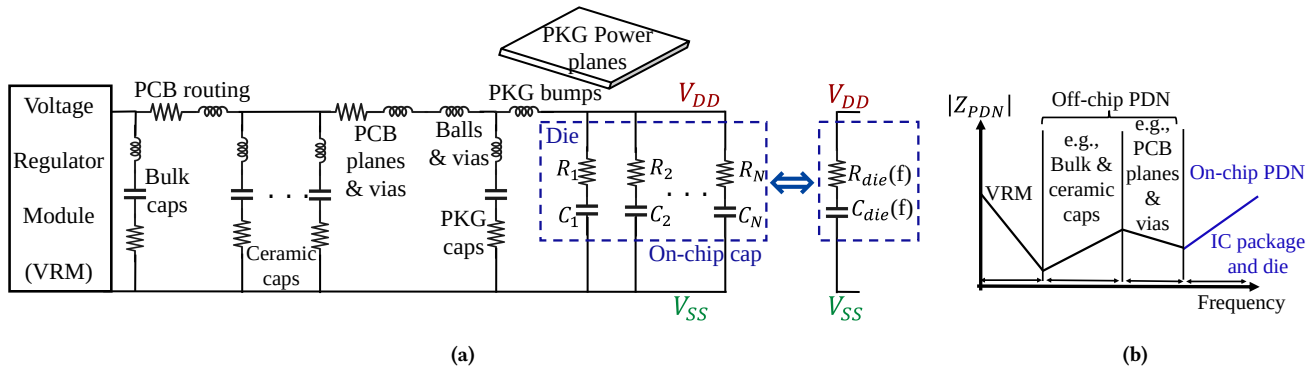 Voltage
Regulator
Module
(VRM)
PCB routing
Bulk
caps
Ceramic
caps
PCB
planes
& vias
Balls
& vias
PKG bumps
PKG Power
planes
PKG
caps
V_DD
Die
R_1
R_2
R_N
. . .
. . .
C_1
C_2
C_N
On-chip cap
V_SS
V_DD
R_die(f)
C_die(f)
V_SS
(a)
|Z_PDN|
Off-chip PDN
VRM
e.g.,
Bulk &
ceramic
caps
e.g.,
PCB
planes
&
vias
On-chip PDN
IC package
and die
Frequency
(b)